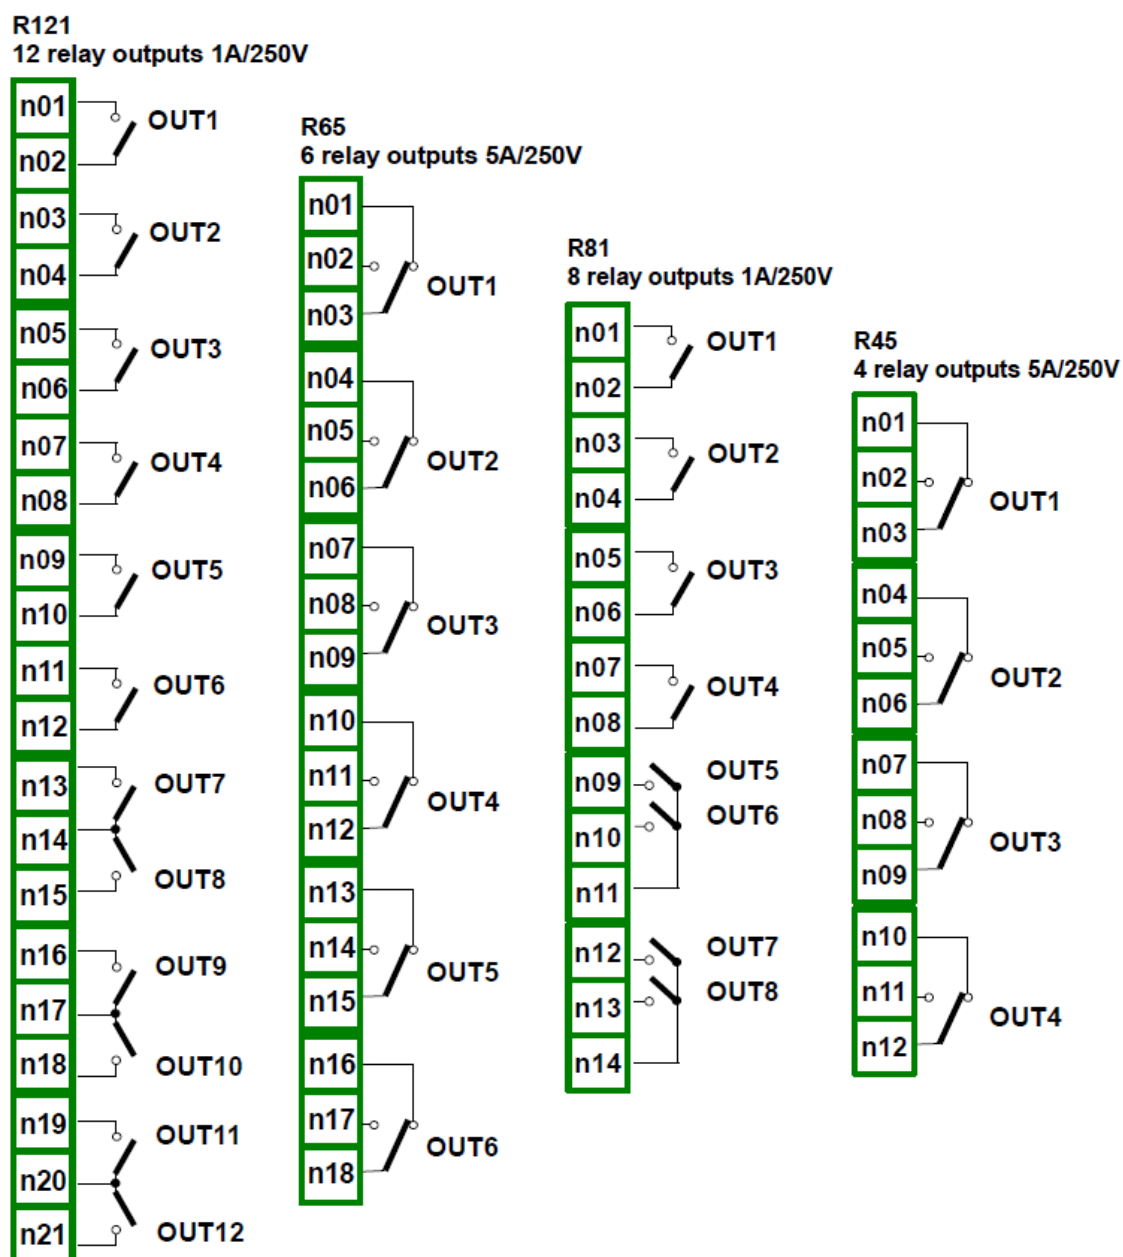 R121
12 relay outputs 1A/250V
n01
OUT1
n02
n03
OUT2
n04
n05
OUT3
n06
n07
OUT4
n08
n09
OUT5
n10
n11
OUT6
n12
n13
OUT7
n14
n15
OUT8
n16
OUT9
n17
n18
OUT10
n19
OUT11
n20
n21
OUT12
R65
6 relay outputs 5A/250V
n01
n02
OUT1
n03
n04
n05
OUT2
n06
n07
n08
OUT3
n09
n10
n11
OUT4
n12
n13
n14
OUT5
n15
n16
n17
OUT6
n18
R81
8 relay outputs 1A/250V
n01
OUT1
n02
n03
OUT2
n04
n05
OUT3
n06
n07
OUT4
n08
n09
OUT5
OUT6
n10
n11
n12
OUT7
OUT8
n13
n14
R45
4 relay outputs 5A/250V
n01
n02
OUT1
n03
n04
n05
OUT2
n06
n07
n08
OUT3
n09
n10
n11
OUT4
n12